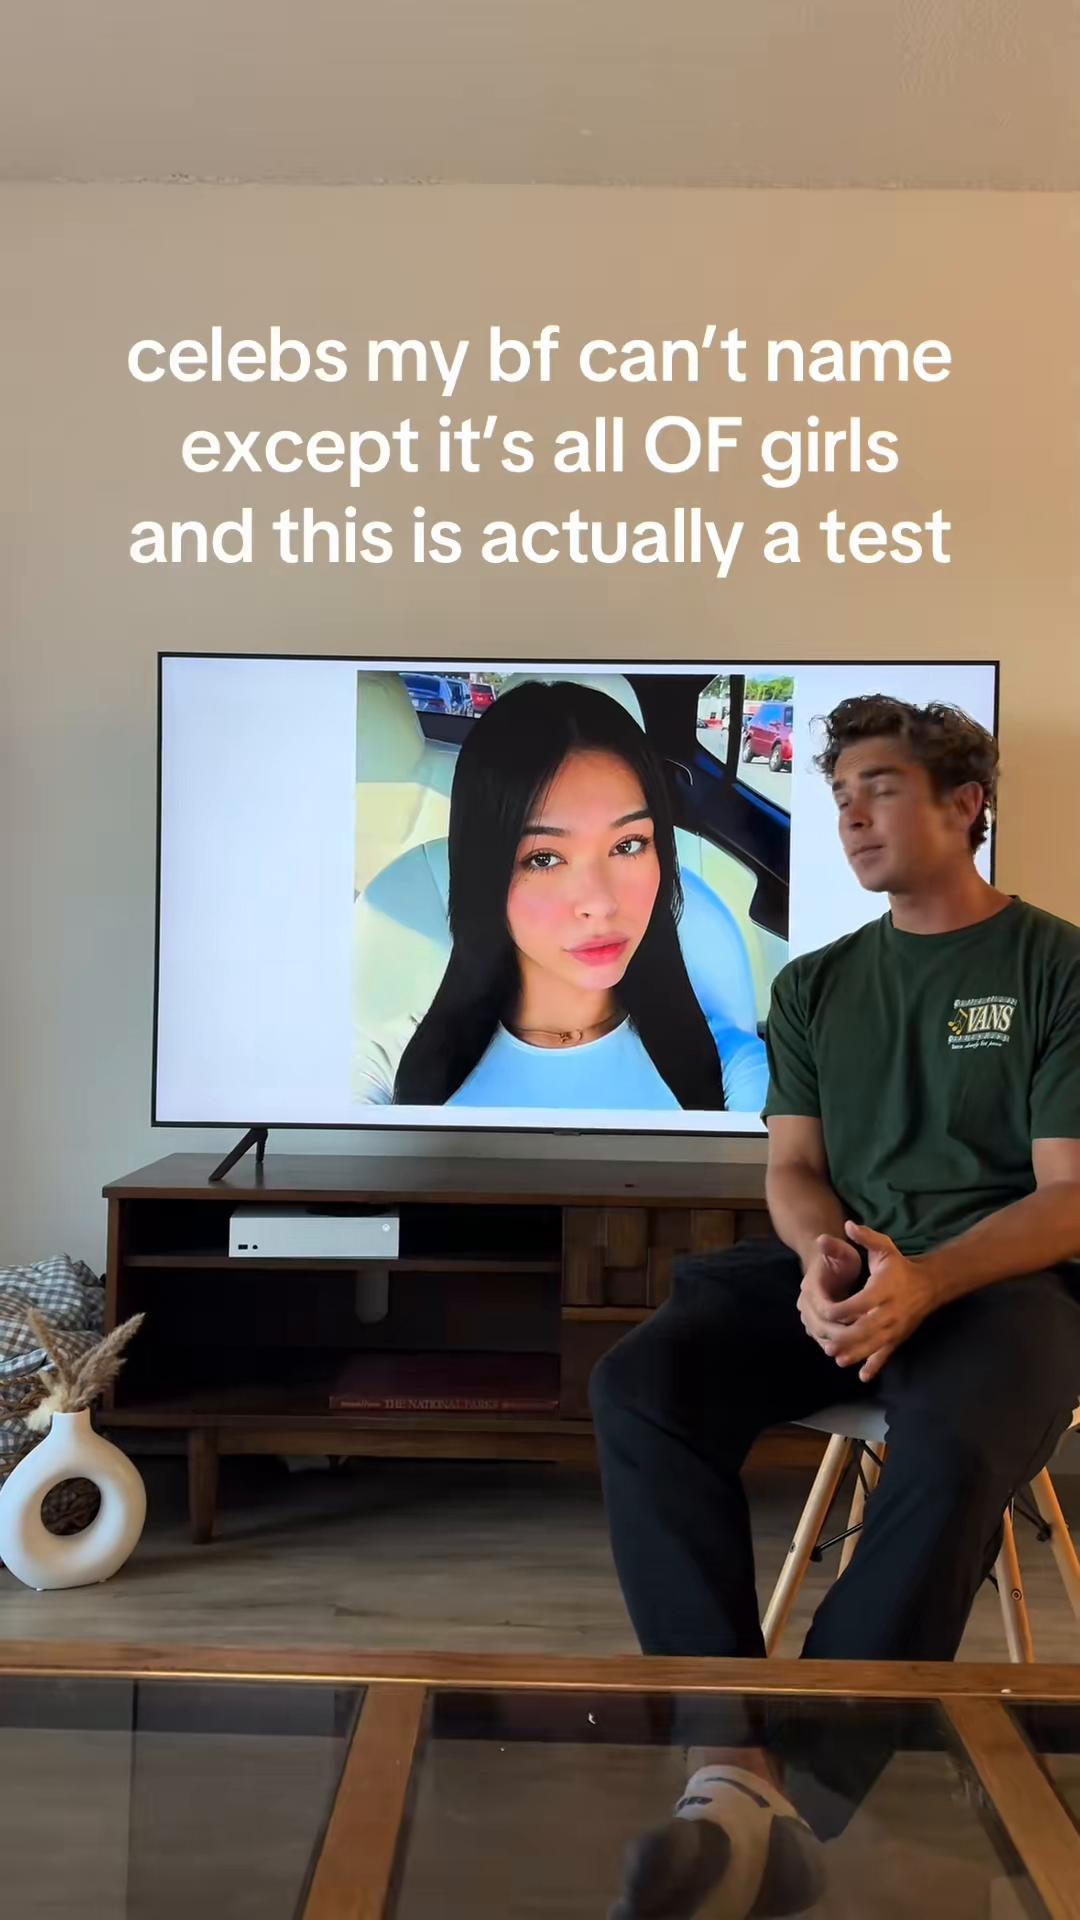 celebs my bf can’t name
except it’s all OF girls
and this is actually a test
VANS
THE NATIONAL PARKS